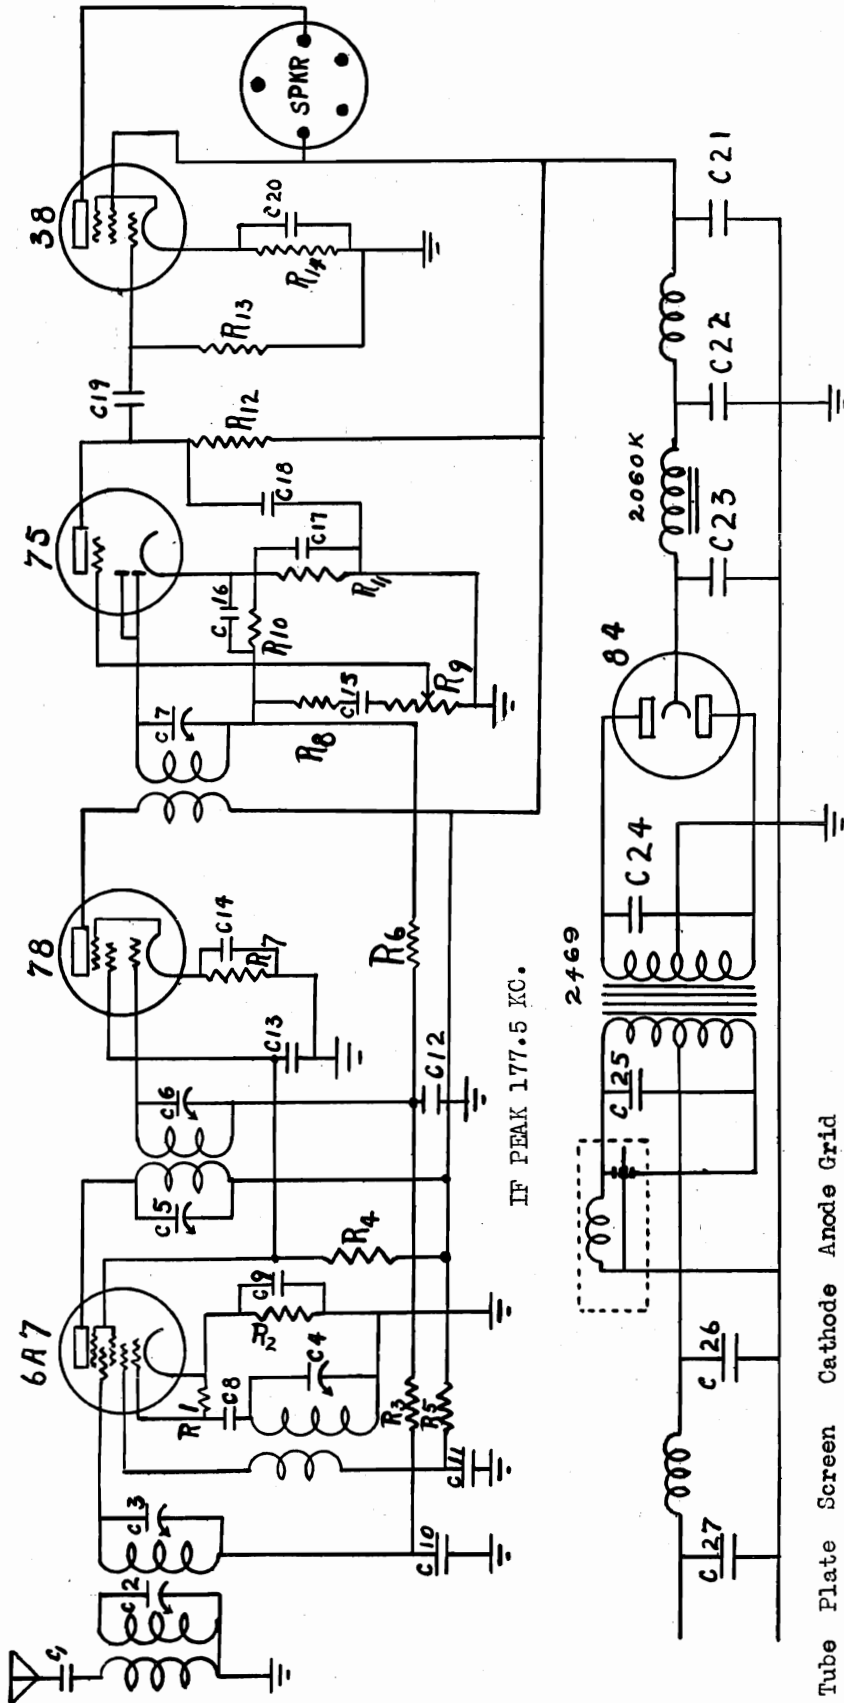 6A7
78
75
38
SPKR
C1
C2
C3
C5
C6
C7
C19
R1
C8
R2
C9
C4
R4
C13
R7
C14
R8
C15
R9
C16
R10
C17
R11
C18
R12
R13
R14
C20
C10
C11
R3
R5
C12
R6
IF PEAK 177.5 KC.
2469
84
2060K
C27
C26
C25
C24
C23
C22
C21
Tube Plate Screen Cathode Anode Grid